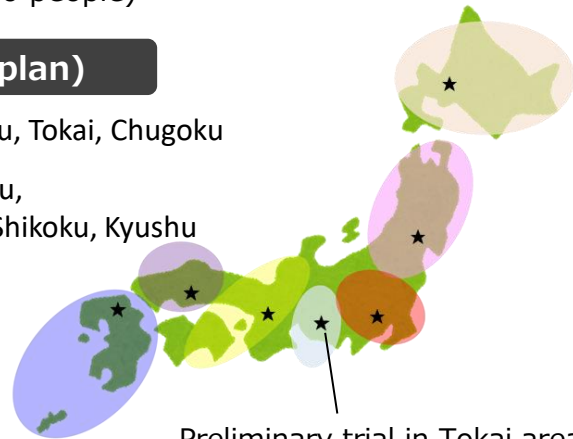 people)
plan)
u, Tokai, Chugoku
u,
Shikoku, Kyushu
Preliminary trial in Tokai area